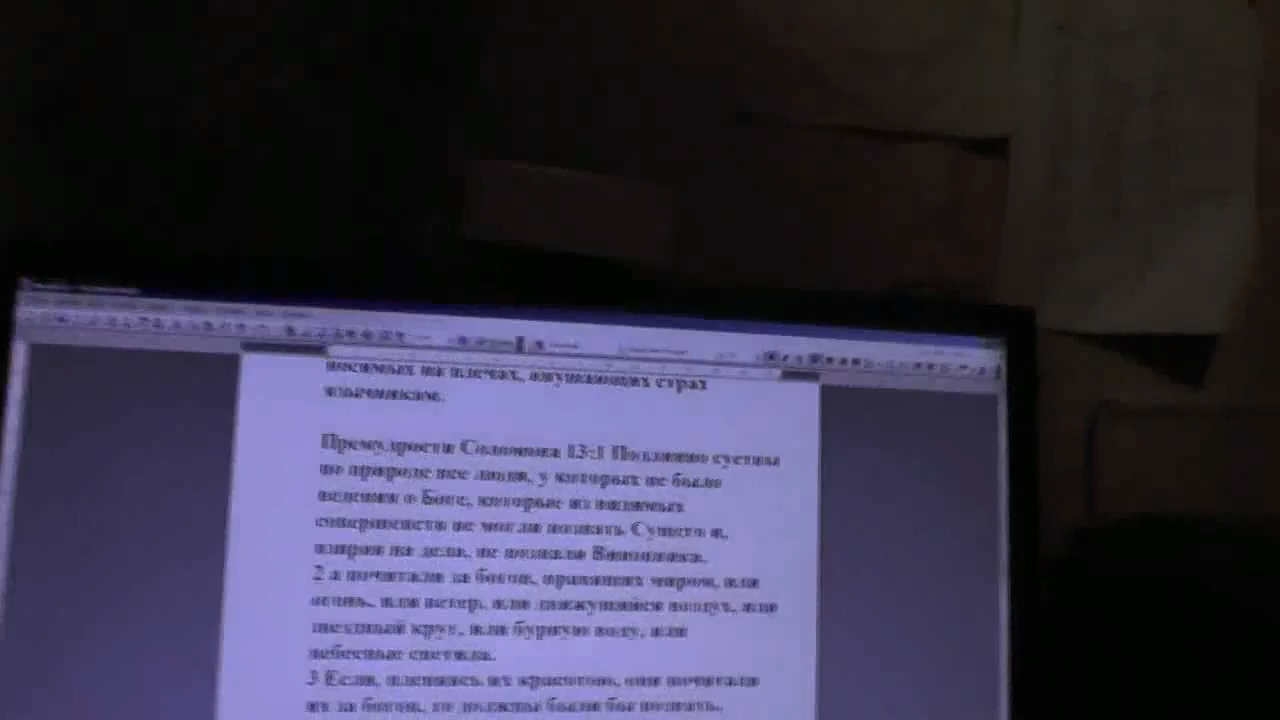 носимых на плечах, внушающих страх
язычникам.
Премудрости Соломона 13:1 Подлинно суетны
по природе все люди, у которых не было
ведения о Боге, которые из видимых
совершенств не могли познать Сущего и,
взирая на дела, не познали Виновника,
2 а почитали за богов, правящих миром, или
огонь, или ветер, или движущийся воздух, или
звездный круг, или бурную воду, или
небесные светила.
3 Если, пленяясь их красотою, они почитали
их за богов, то должны были бы познать,